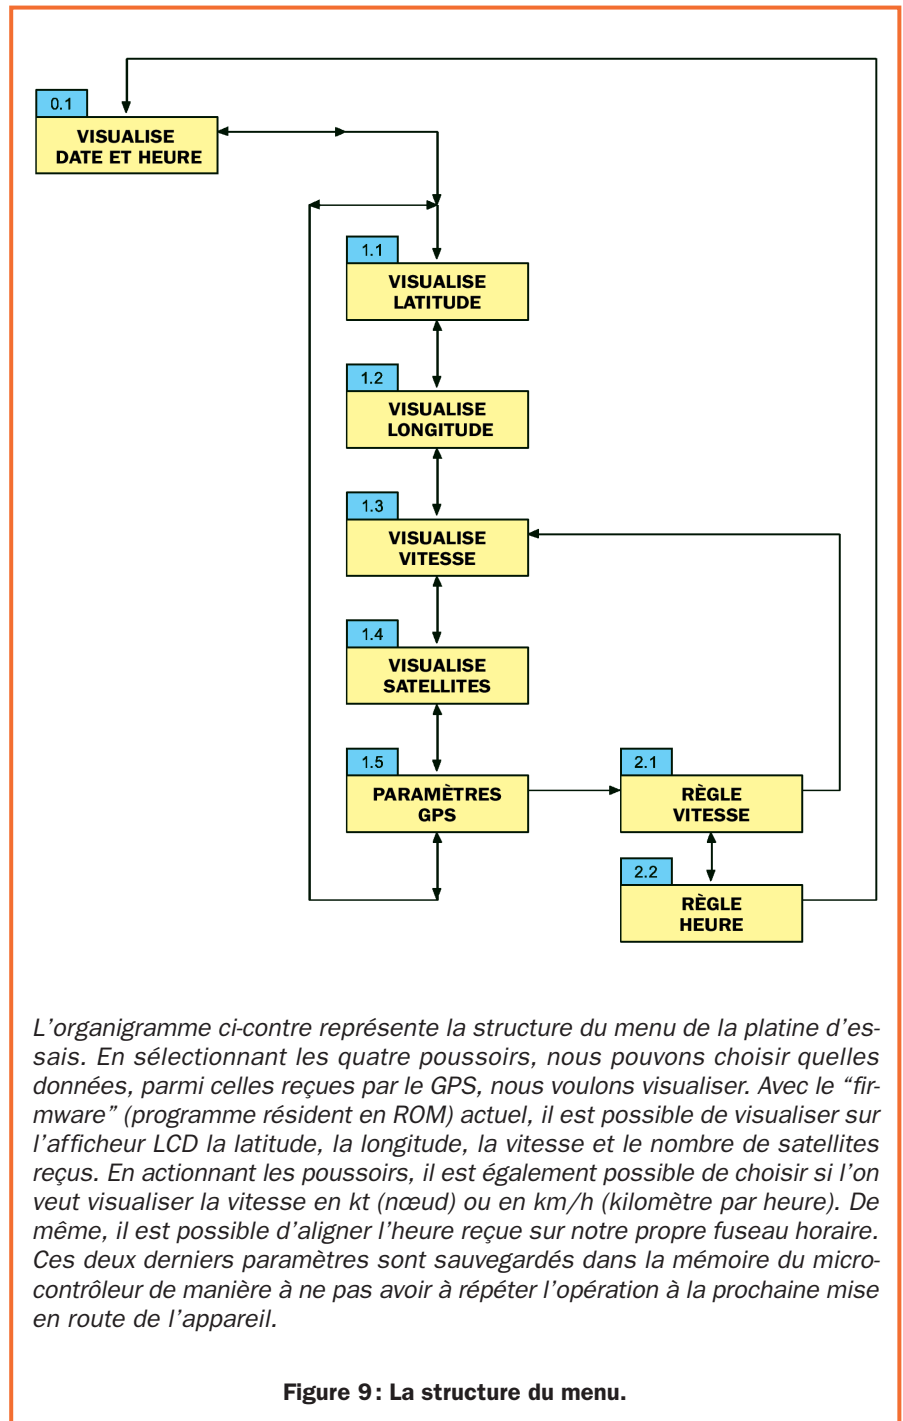 0.1
VISUALISE
DATE ET HEURE
1.1
VISUALISE
LATITUDE
1.2
VISUALISE
LONGITUDE
1.3
VISUALISE
VITESSE
1.4
VISUALISE
SATELLITES
1.5
PARAMÈTRES
GPS
2.1
RÈGLE
VITESSE
2.2
RÈGLE
HEURE
L’organigramme ci-contre représente la structure du menu de la platine d’es-
sais. En sélectionnant les quatre poussoirs, nous pouvons choisir quelles
données, parmi celles reçues par le GPS, nous voulons visualiser. Avec le “fir-
mware” (programme résident en ROM) actuel, il est possible de visualiser sur
l’afficheur LCD la latitude, la longitude, la vitesse et le nombre de satellites
reçus. En actionnant les poussoirs, il est également possible de choisir si l’on
veut visualiser la vitesse en kt (nœud) ou en km/h (kilomètre par heure). De
même, il est possible d’aligner l’heure reçue sur notre propre fuseau horaire.
Ces deux derniers paramètres sont sauvegardés dans la mémoire du micro-
contrôleur de manière à ne pas avoir à répéter l’opération à la prochaine mise
en route de l’appareil.
Figure 9: La structure du menu.